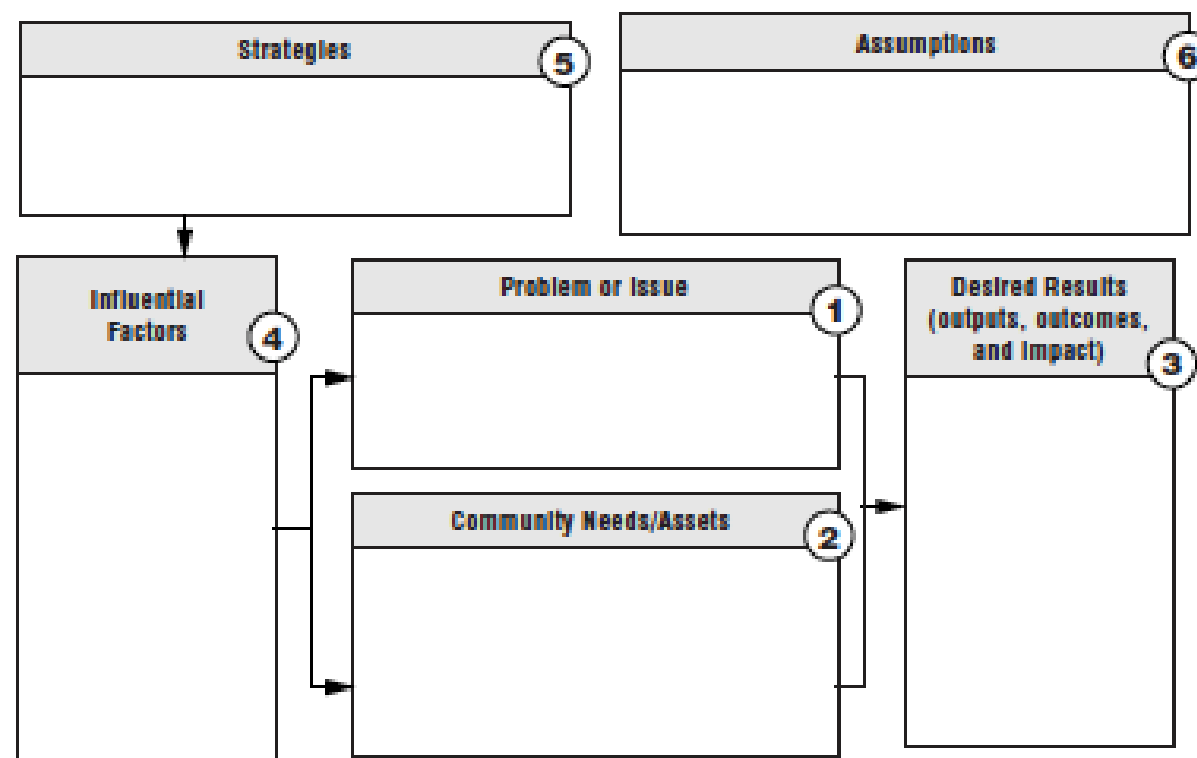 Strategies
5
Assumptions
6
Influential
Factors
4
Problem or Issue
1
Community Needs/Assets
2
Desired Results
(outputs, outcomes,
and Impact)
3